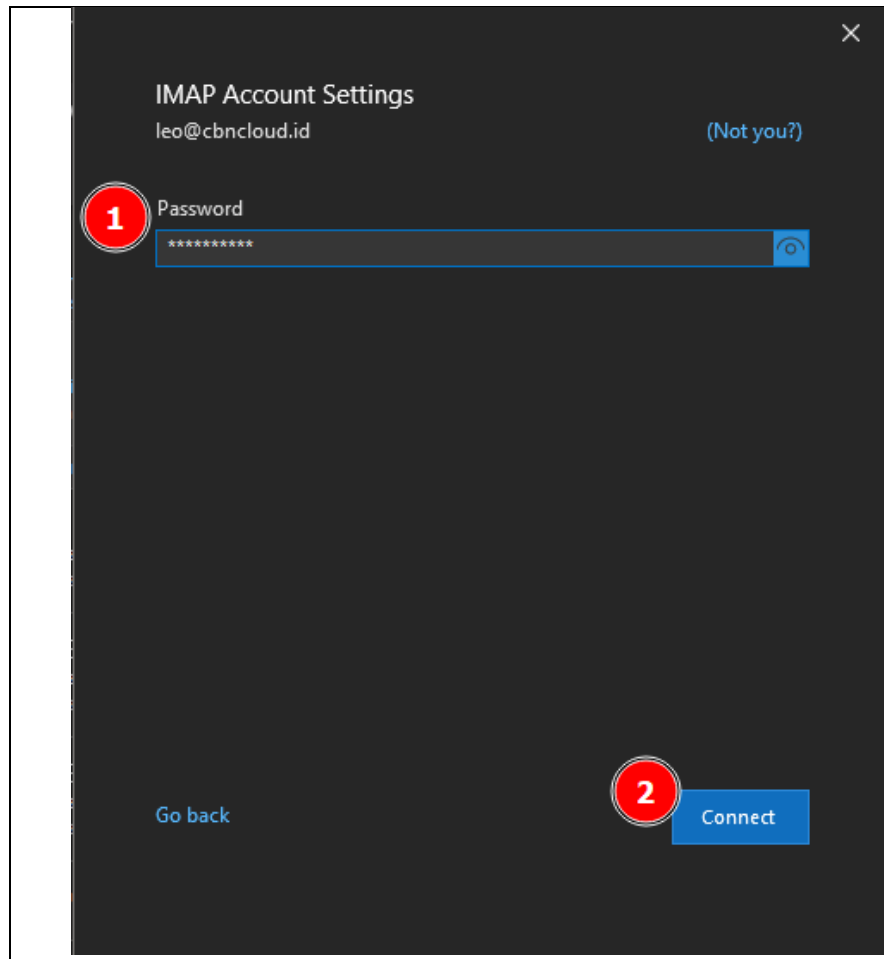 IMAP Account Settings
leo@cbncloud.id (Not you?)
1 Password
**********
2
Go back Connect